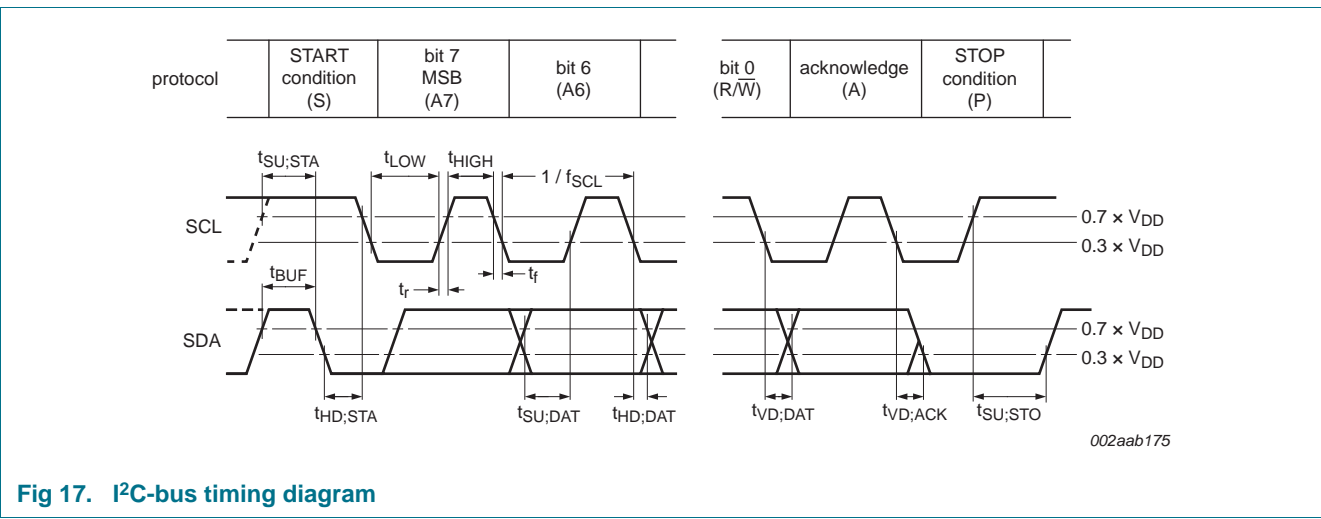 protocol
START
condition
(S)
bit 7
MSB
(A7)
bit 6
(A6)
bit 0
(R/W̅)
acknowledge
(A)
STOP
condition
(P)
tSU;STA
tLOW
tHIGH
1 / fSCL
SCL
0.7 × VDD
0.3 × VDD
tBUF
tr
tf
SDA
0.7 × VDD
0.3 × VDD
tHD;STA
tSU;DAT
tHD;DAT
tVD;DAT
tVD;ACK
tSU;STO
002aab175
Fig 17. I²C-bus timing diagram